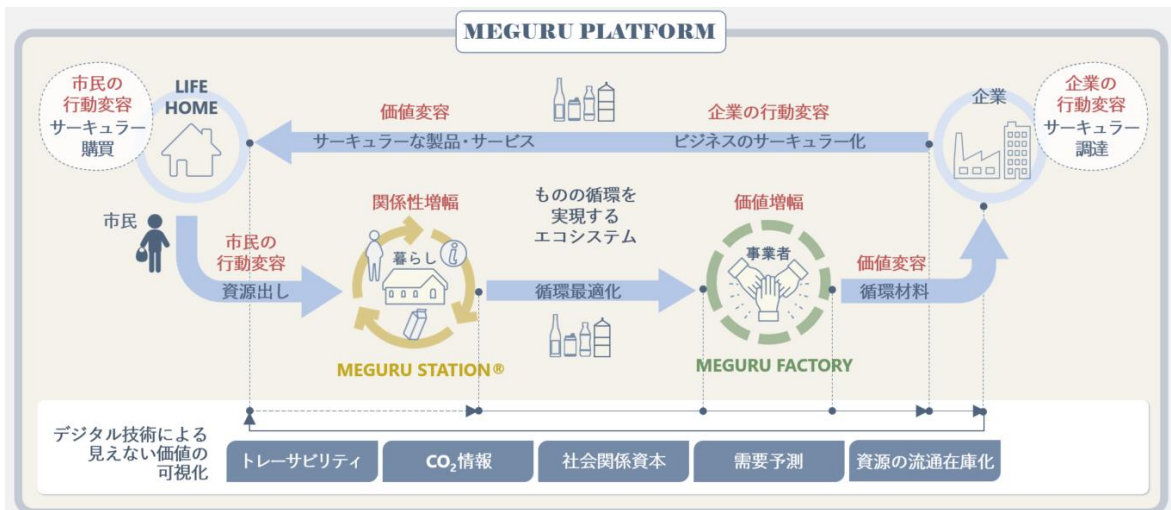 MEGURU PLATFORM
市民の
行動変容
サーキュラー
購買
LIFE
HOME
価値変容
サーキュラーな製品・サービス
企業の行動変容
ビジネスのサーキュラー化
企業
企業の
行動変容
サーキュラー
調達
市民
市民の
行動変容
資源出し
関係性増幅
暮らし
i
MEGURU STATION®
ものの循環を
実現する
エコシステム
循環最適化
価値増幅
事業者
MEGURU FACTORY
価値変容
循環材料
デジタル技術による
見えない価値の
可視化
トレーサビリティ
CO₂情報
社会関係資本
需要予測
資源の流通在庫化